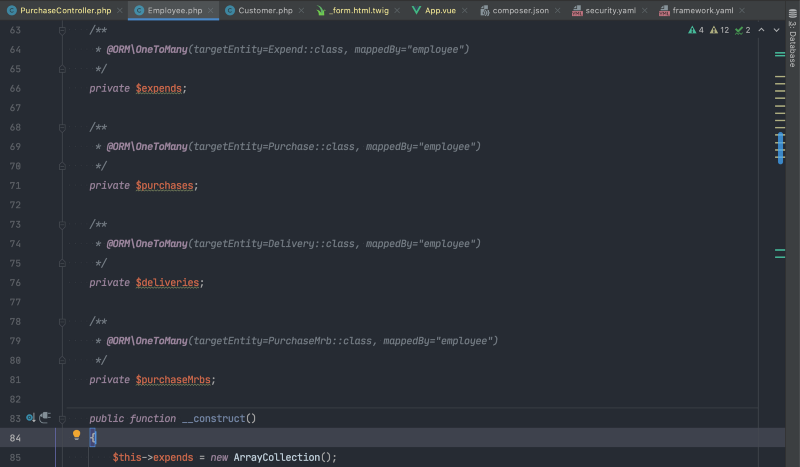 PurchaseController.php Employee.php Customer.php _form.html.twig App.vue composer.json security.yaml framework.yaml
4 12 2
3: Database
63 /**
64 * @ORM\OneToMany(targetEntity=Expend::class, mappedBy="employee")
65 */
66 private $expends;
67
68 /**
69 * @ORM\OneToMany(targetEntity=Purchase::class, mappedBy="employee")
70 */
71 private $purchases;
72
73 /**
74 * @ORM\OneToMany(targetEntity=Delivery::class, mappedBy="employee")
75 */
76 private $deliveries;
77
78 /**
79 * @ORM\OneToMany(targetEntity=PurchaseMrb::class, mappedBy="employee")
80 */
81 private $purchaseMrbs;
82
83 public function __construct()
84 {
85 $this->expends = new ArrayCollection();